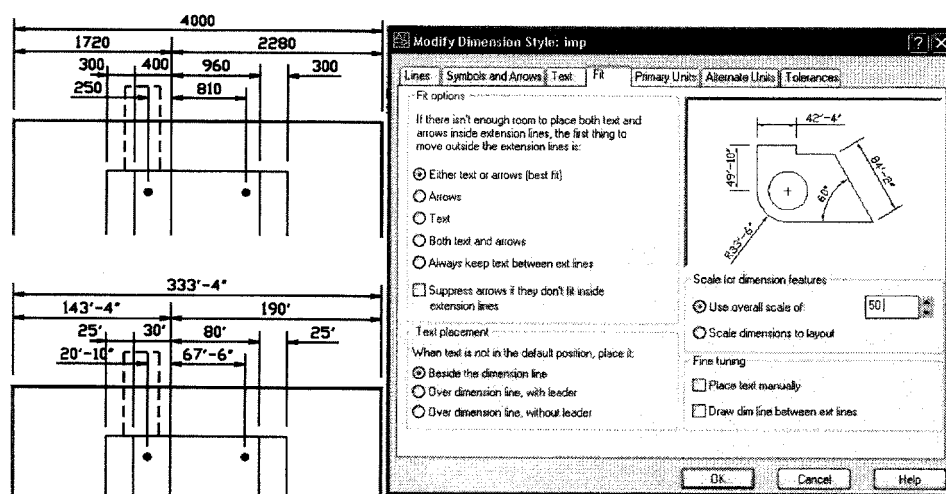 4000
1720 2280
300 400 960 300
250 810
333'-4"
143'-4" 190'
25' 30' 80' 25'
20'-10" 67'-6"
Modify Dimension Style: imp
Lines Symbols and Arrows Text Fit Primary Units Alternate Units Tolerances
Fit options
If there isn't enough room to place both text and
arrows inside extension lines, the first thing to
move outside the extension lines is:
Either text or arrows (best fit)
Arrows
Text
Both text and arrows
Always keep text between ext lines
Suppress arrows if they don't fit inside
extension lines
Text placement
When text is not in the default position, place it:
Beside the dimension line
Over dimension line, with leader
Over dimension line, without leader
42'-4"
49'-10"
84'-2"
60°
R33'-6"
Scale for dimension features
Use overall scale of: 50
Scale dimensions to layout
Fine tuning
Place text manually
Draw dim line between ext lines
OK Cancel Help